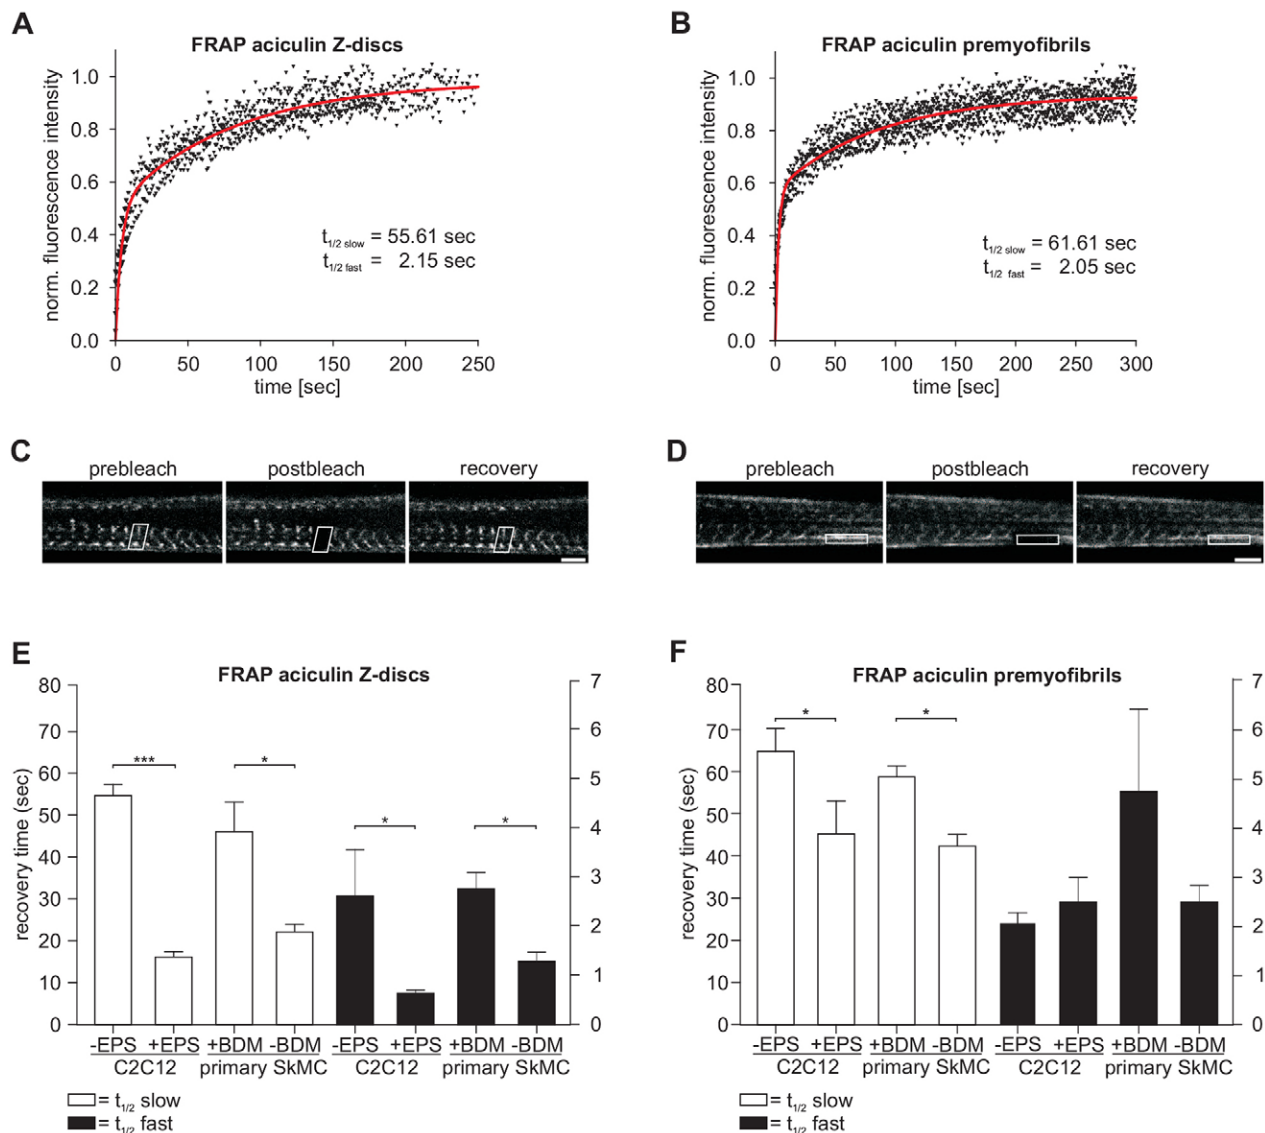 A
FRAP aciculin Z-discs
norm. fluorescence intensity
1.0
0.8
0.6
0.4
0.2
0.0
t1/2 slow = 55.61 sec
t1/2 fast = 2.15 sec
0 50 100 150 200 250
time [sec]
B
FRAP aciculin premyofibrils
norm. fluorescence intensity
1.0
0.8
0.6
0.4
0.2
0.0
t1/2 slow = 61.61 sec
t1/2 fast = 2.05 sec
0 50 100 150 200 250 300
time [sec]
C
prebleach postbleach recovery
D
prebleach postbleach recovery
E
FRAP aciculin Z-discs
recovery time (sec)
80
70
60
50
40
30
20
10
0
*** * * *
7
6
5
4
3
2
1
0
-EPS +EPS +BDM -BDM -EPS +EPS +BDM -BDM
C2C12 primary SkMC C2C12 primary SkMC
= t1/2 slow
= t1/2 fast
F
FRAP aciculin premyofibrils
recovery time (sec)
80
70
60
50
40
30
20
10
0
* *
7
6
5
4
3
2
1
0
-EPS +EPS +BDM -BDM -EPS +EPS +BDM -BDM
C2C12 primary SkMC C2C12 primary SkMC
= t1/2 slow
= t1/2 fast